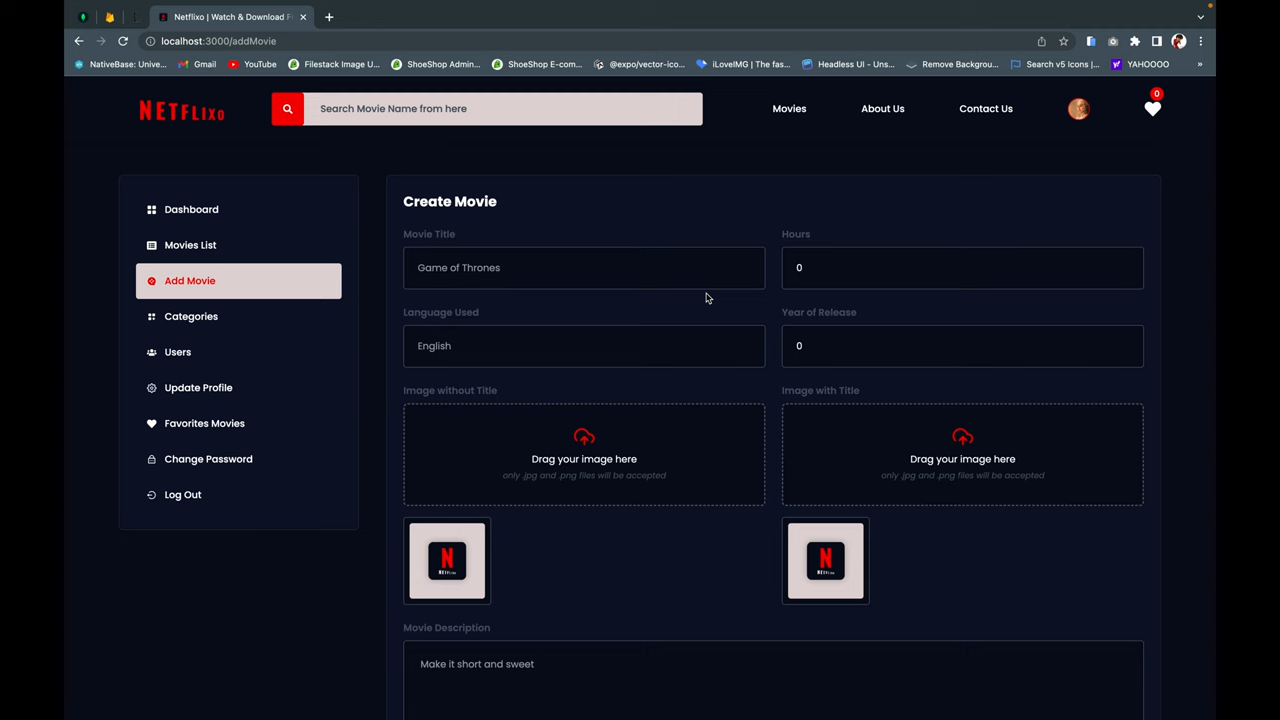 Netflixo | Watch & Download F
localhost:3000/addMovie
NativeBase: Unive... Gmail YouTube Filestack Image U... ShoeShop Admin,... ShoeShop E-com... @expo/vector-ico... iLoveIMG | The fas... Headless UI - Uns... Remove Backgrou... Search v5 Icons |... YAHOOOO »
NETFLIXO
Search Movie Name from here
Movies
About Us
Contact Us
0
Dashboard
Movies List
Add Movie
Categories
Users
Update Profile
Favorites Movies
Change Password
Log Out
Create Movie
Movie Title
Game of Thrones
Hours
0
Language Used
English
Year of Release
0
Image without Title
Drag your image here
only .jpg and .png files will be accepted
Image with Title
Drag your image here
only .jpg and .png files will be accepted
N
NETFLIXO
N
NETFLIXO
Movie Description
Make it short and sweet